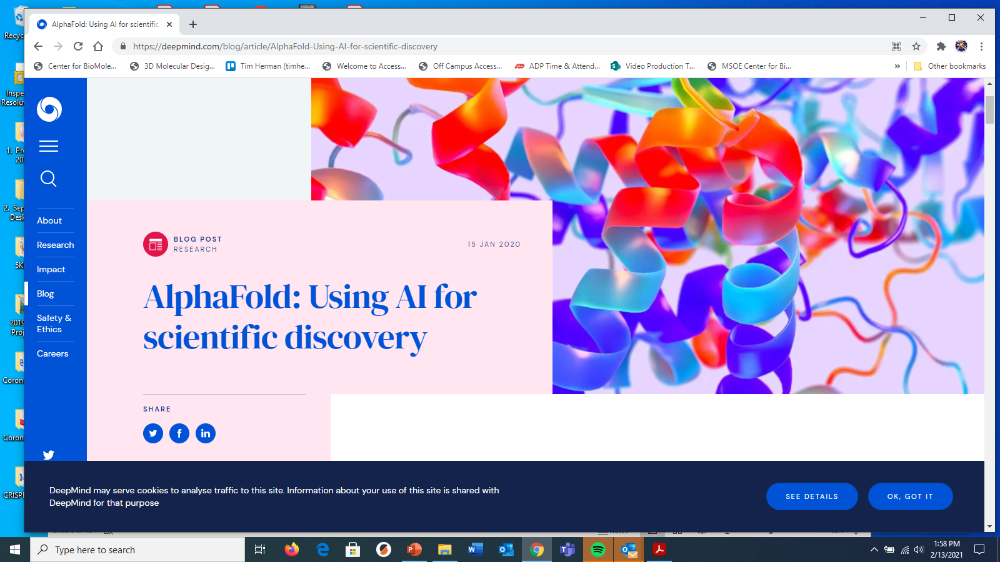 AlphaFold: Using AI for scientific
https://deepmind.com/blog/article/AlphaFold-Using-AI-for-scientific-discovery
Center for BioMole...
3D Molecular Desig...
Tim Herman (timhe...
Welcome to Access...
Off Campus Access...
ADP Time & Attend...
Video Production T...
MSOE Center for Bi...
»
Other bookmarks
About
Research
Impact
Blog
Safety &
Ethics
Careers
BLOG POST
RESEARCH
15 JAN 2020
AlphaFold: Using AI for
scientific discovery
SHARE
DeepMind may serve cookies to analyse traffic to this site. Information about your use of this site is shared with
DeepMind for that purpose
SEE DETAILS
OK, GOT IT
Type here to search
1:58 PM
2/13/2021